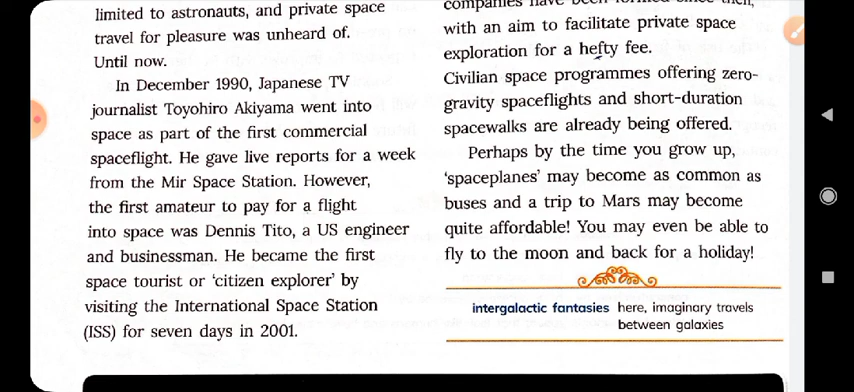 limited to astronauts, and private space
travel for pleasure was unheard of.
Until now.
In December 1990, Japanese TV
journalist Toyohiro Akiyama went into
space as part of the first commercial
spaceflight. He gave live reports for a week
from the Mir Space Station. However,
the first amateur to pay for a flight
into space was Dennis Tito, a US engineer
and businessman. He became the first
space tourist or ‘citizen explorer’ by
visiting the International Space Station
(ISS) for seven days in 2001.
companies have been formed since then,
with an aim to facilitate private space
exploration for a hefty fee.
Civilian space programmes offering zero-
gravity spaceflights and short-duration
spacewalks are already being offered.
Perhaps by the time you grow up,
‘spaceplanes’ may become as common as
buses and a trip to Mars may become
quite affordable! You may even be able to
fly to the moon and back for a holiday!
intergalactic fantasies here, imaginary travels
between galaxies